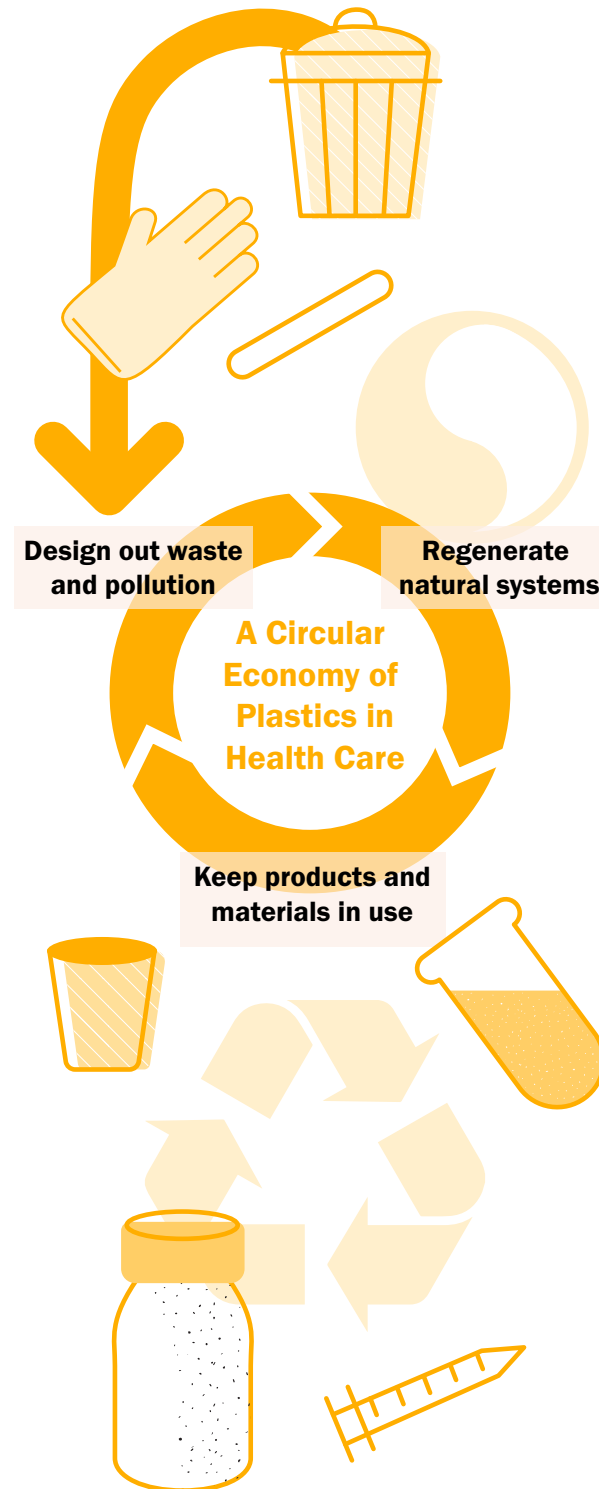 Design out waste
and pollution
Regenerate
natural systems
A Circular
Economy of
Plastics in
Health Care
Keep products and
materials in use